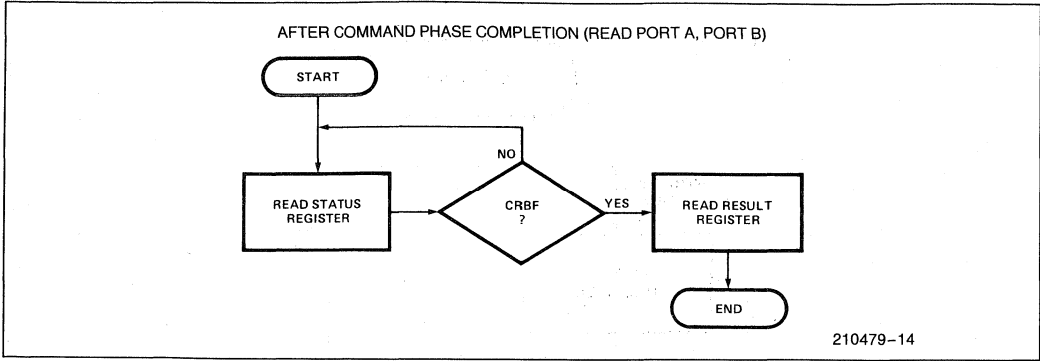 AFTER COMMAND PHASE COMPLETION (READ PORT A, PORT B)
START
NO
READ STATUS
REGISTER
CRBF
?
YES
READ RESULT
REGISTER
END
210479-14